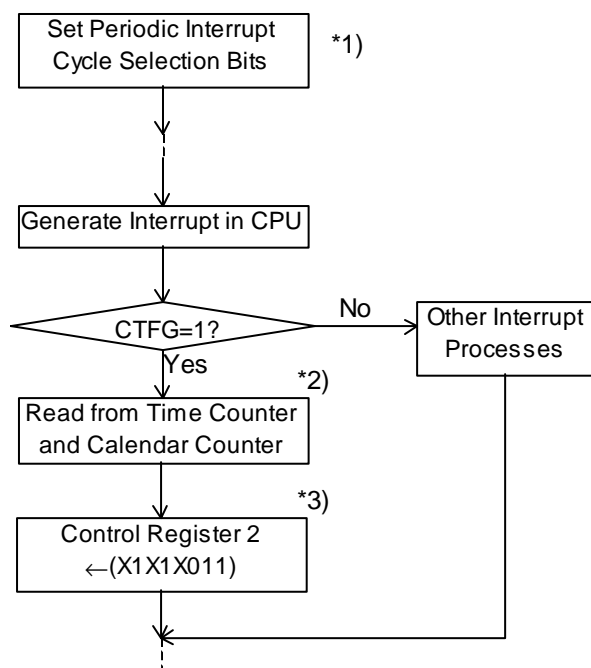 Set Periodic Interrupt
Cycle Selection Bits
*1)
Generate Interrupt in CPU
CTFG=1?
No
Other Interrupt
Processes
Yes
*2)
Read from Time Counter
and Calendar Counter
*3)
Control Register 2
←(X1X1X011)